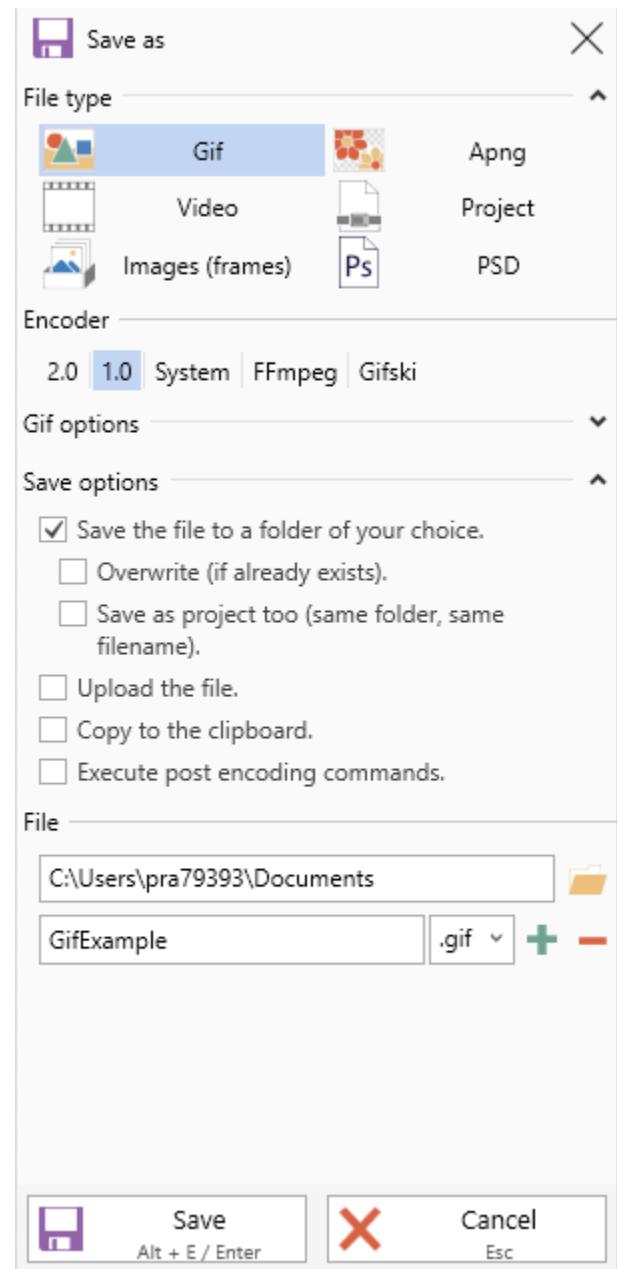 Save as
File type
Gif Apng
Video Project
Images (frames) Ps PSD
Encoder
2.0 1.0 System FFmpeg Gifski
Gif options
Save options
Save the file to a folder of your choice.
Overwrite (if already exists).
Save as project too (same folder, same
filename).
Upload the file.
Copy to the clipboard.
Execute post encoding commands.
File
C:\Users\pra79393\Documents
GifExample .gif
Save Cancel
Alt + E / Enter Esc